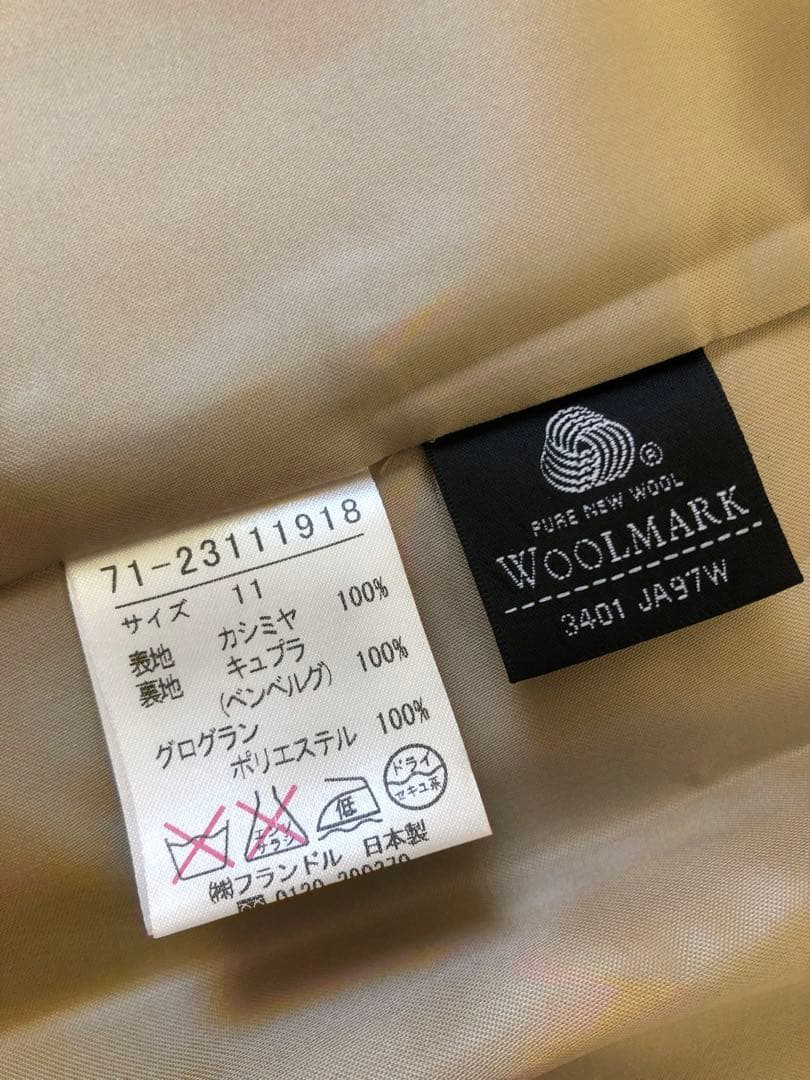 71-23111918
サイズ 11
表地 カシミヤ 100%
裏地 キュプラ 100%
(ベンベルグ)
グログラン
ポリエステル 100%
エンソ
サラシ
低
ドライ
セキユ系
㈱フランドル 日本製
®
PURE NEW WOOL
WOOLMARK
3401 JA97W